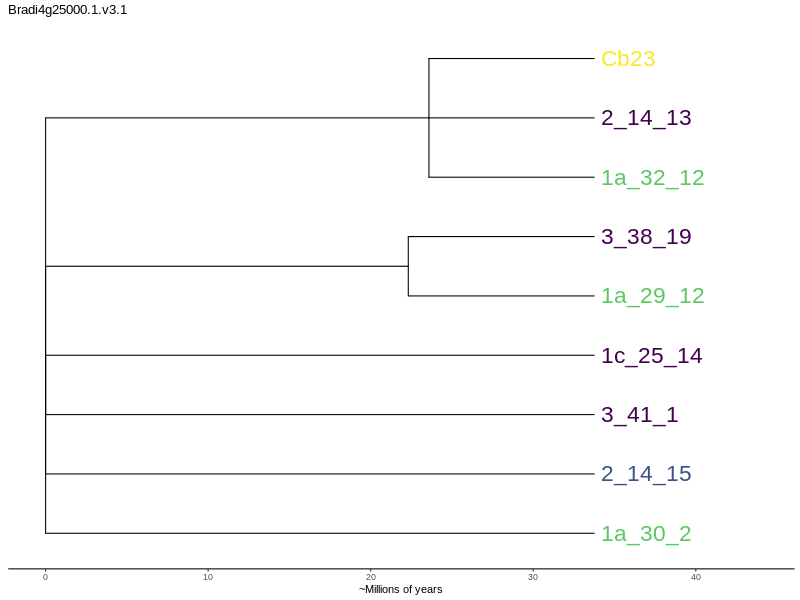 Bradi4g25000.1.v3.1
Cb23
2_14_13
1a_32_12
3_38_19
1a_29_12
1c_25_14
3_41_1
2_14_15
1a_30_2
0 10 20 30 40
~Millions of years